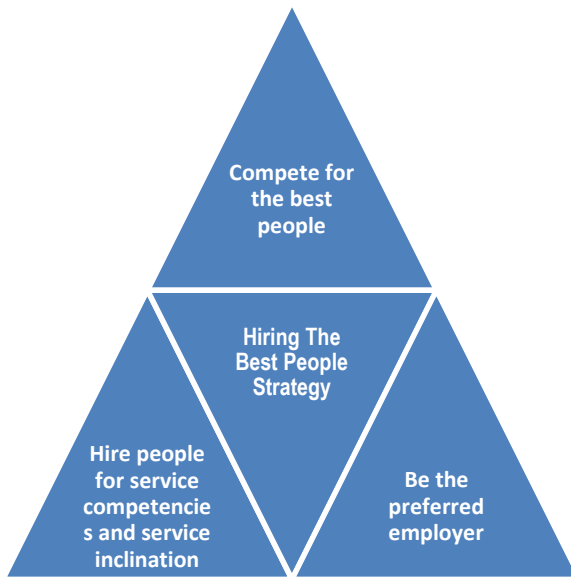 Compete for
the best
people
Hiring The
Best People
Strategy
Hire people
for service
competencie
s and service
inclination
Be the
preferred
employer